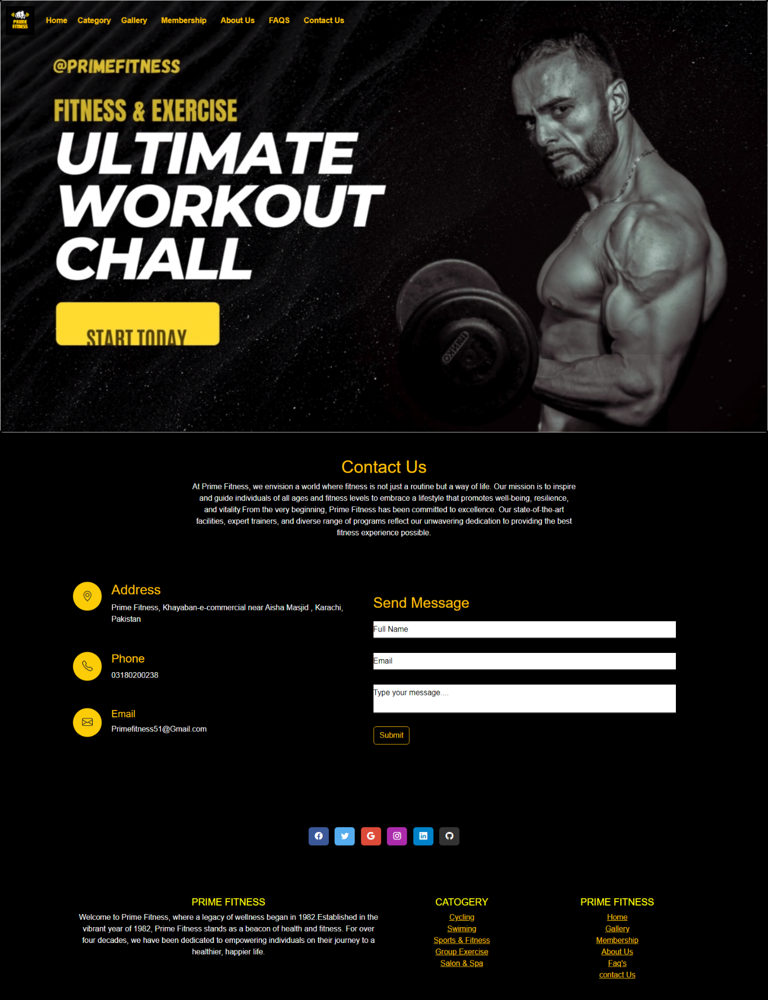 PRIME
FITNESS
Home Category Gallery Membership About Us FAQS Contact Us
@PRIMEFITNESS
FITNESS & EXERCISE
ULTIMATE
WORKOUT
CHALL
START TODAY
Contact Us
At Prime Fitness, we envision a world where fitness is not just a routine but a way of life. Our mission is to inspire
and guide individuals of all ages and fitness levels to embrace a lifestyle that promotes well-being, resilience,
and vitality.From the very beginning, Prime Fitness has been committed to excellence. Our state-of-the-art
facilities, expert trainers, and diverse range of programs reflect our unwavering dedication to providing the best
fitness experience possible.
Address
Prime Fitness, Khayaban-e-commercial near Aisha Masjid , Karachi,
Pakistan
Phone
03180200238
Email
Primefitness51@Gmail.com
Send Message
Full Name
Email
Type your message....
Submit
PRIME FITNESS
Welcome to Prime Fitness, where a legacy of wellness began in 1982.Established in the
vibrant year of 1982, Prime Fitness stands as a beacon of health and fitness. For over
four decades, we have been dedicated to empowering individuals on their journey to a
healthier, happier life.
CATOGERY
Cycling
Swiming
Sports & Fitness
Group Exercise
Salon & Spa
PRIME FITNESS
Home
Gallery
Membership
About Us
Faq's
contact Us